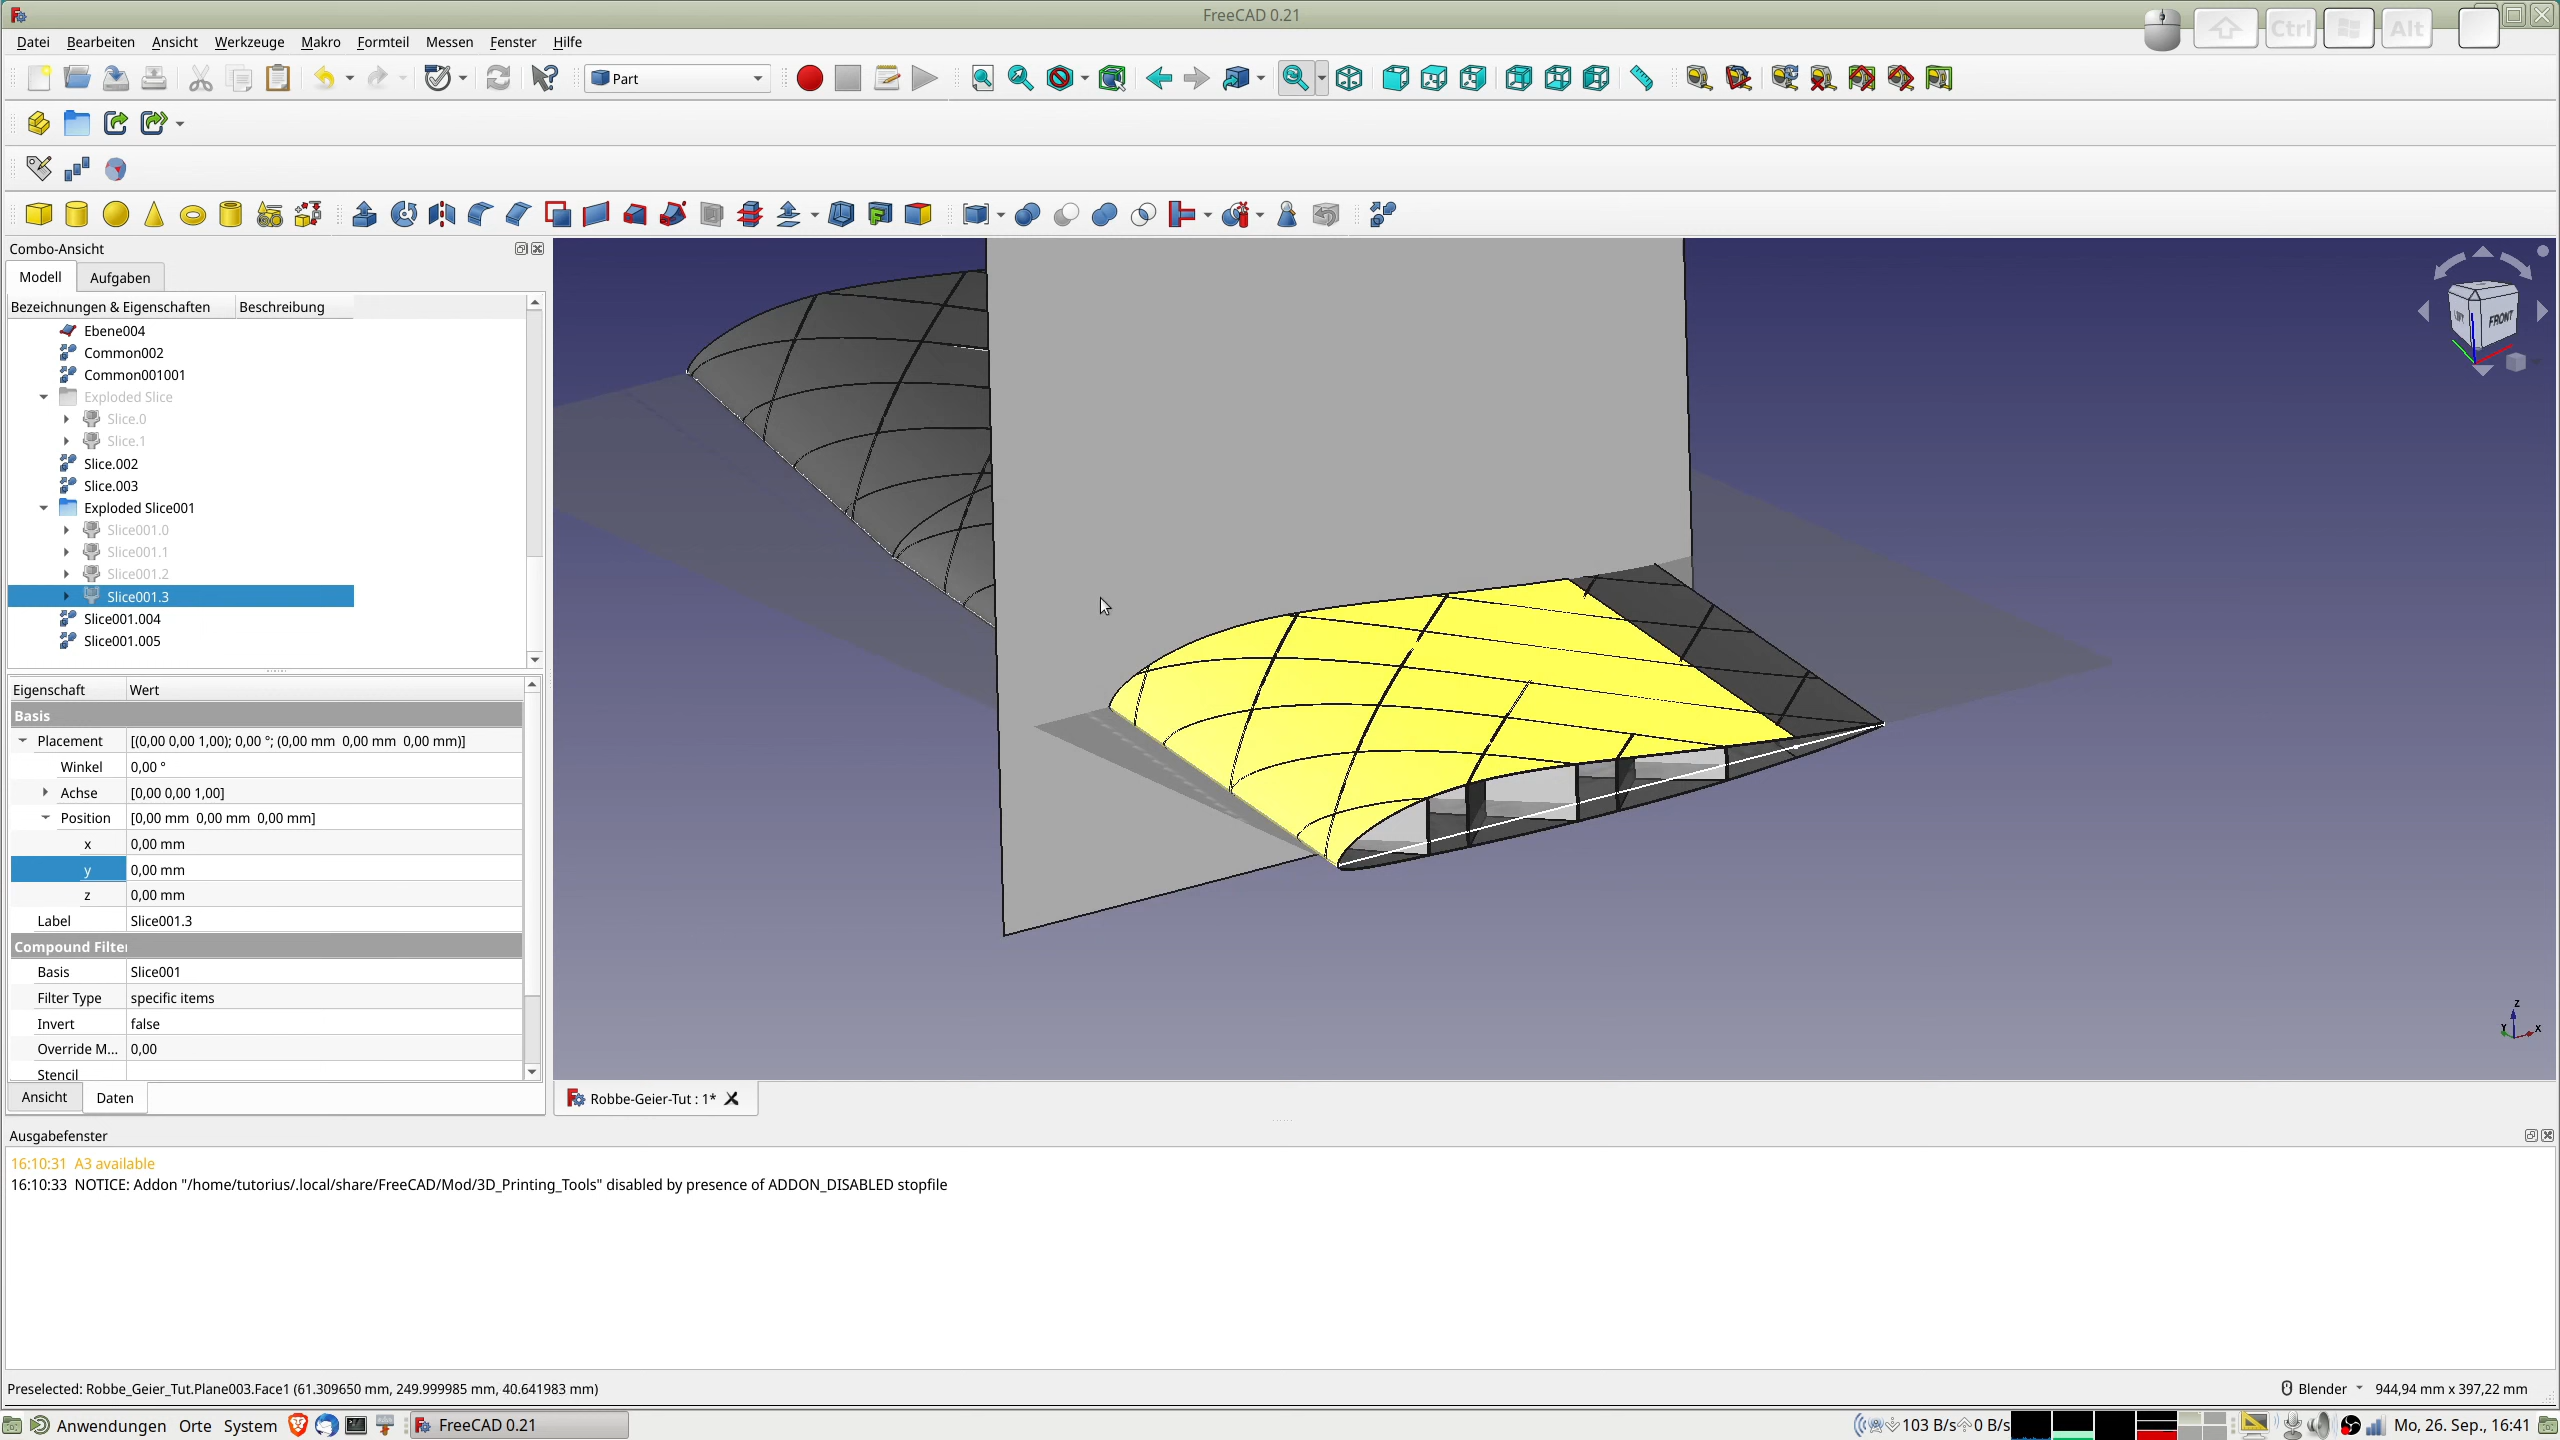 FreeCAD 0.21
Ctrl
Alt
Datei Bearbeiten Ansicht Werkzeuge Makro Formteil Messen Fenster Hilfe
Part
Combo-Ansicht
Modell Aufgaben
Bezeichnungen & Eigenschaften Beschreibung
Ebene004
Common002
Common001001
Exploded Slice
Slice.0
Slice.1
Slice.002
Slice.003
Exploded Slice001
Slice001.0
Slice001.1
Slice001.2
Slice001.3
Slice001.004
Slice001.005
Eigenschaft Wert
Basis
Placement [(0,00 0,00 1,00); 0,00 °; (0,00 mm 0,00 mm 0,00 mm)]
Winkel 0,00 °
Achse [0,00 0,00 1,00]
Position [0,00 mm 0,00 mm 0,00 mm]
x 0,00 mm
y 0,00 mm
z 0,00 mm
Label Slice001.3
Compound Filter
Basis Slice001
Filter Type specific items
Invert false
Override M... 0,00
Stencil
Ansicht Daten
LEFT FRONT
Z
Y X
Robbe-Geier-Tut : 1*
Ausgabefenster
16:10:31 A3 available
16:10:33 NOTICE: Addon "/home/tutorius/.local/share/FreeCAD/Mod/3D_Printing_Tools" disabled by presence of ADDON_DISABLED stopfile
Preselected: Robbe_Geier_Tut.Plane003.Face1 (61.309650 mm, 249.999985 mm, 40.641983 mm)
Blender 944,94 mm x 397,22 mm
Anwendungen Orte System FreeCAD 0.21 103 B/s 0 B/s Mo, 26. Sep., 16:41